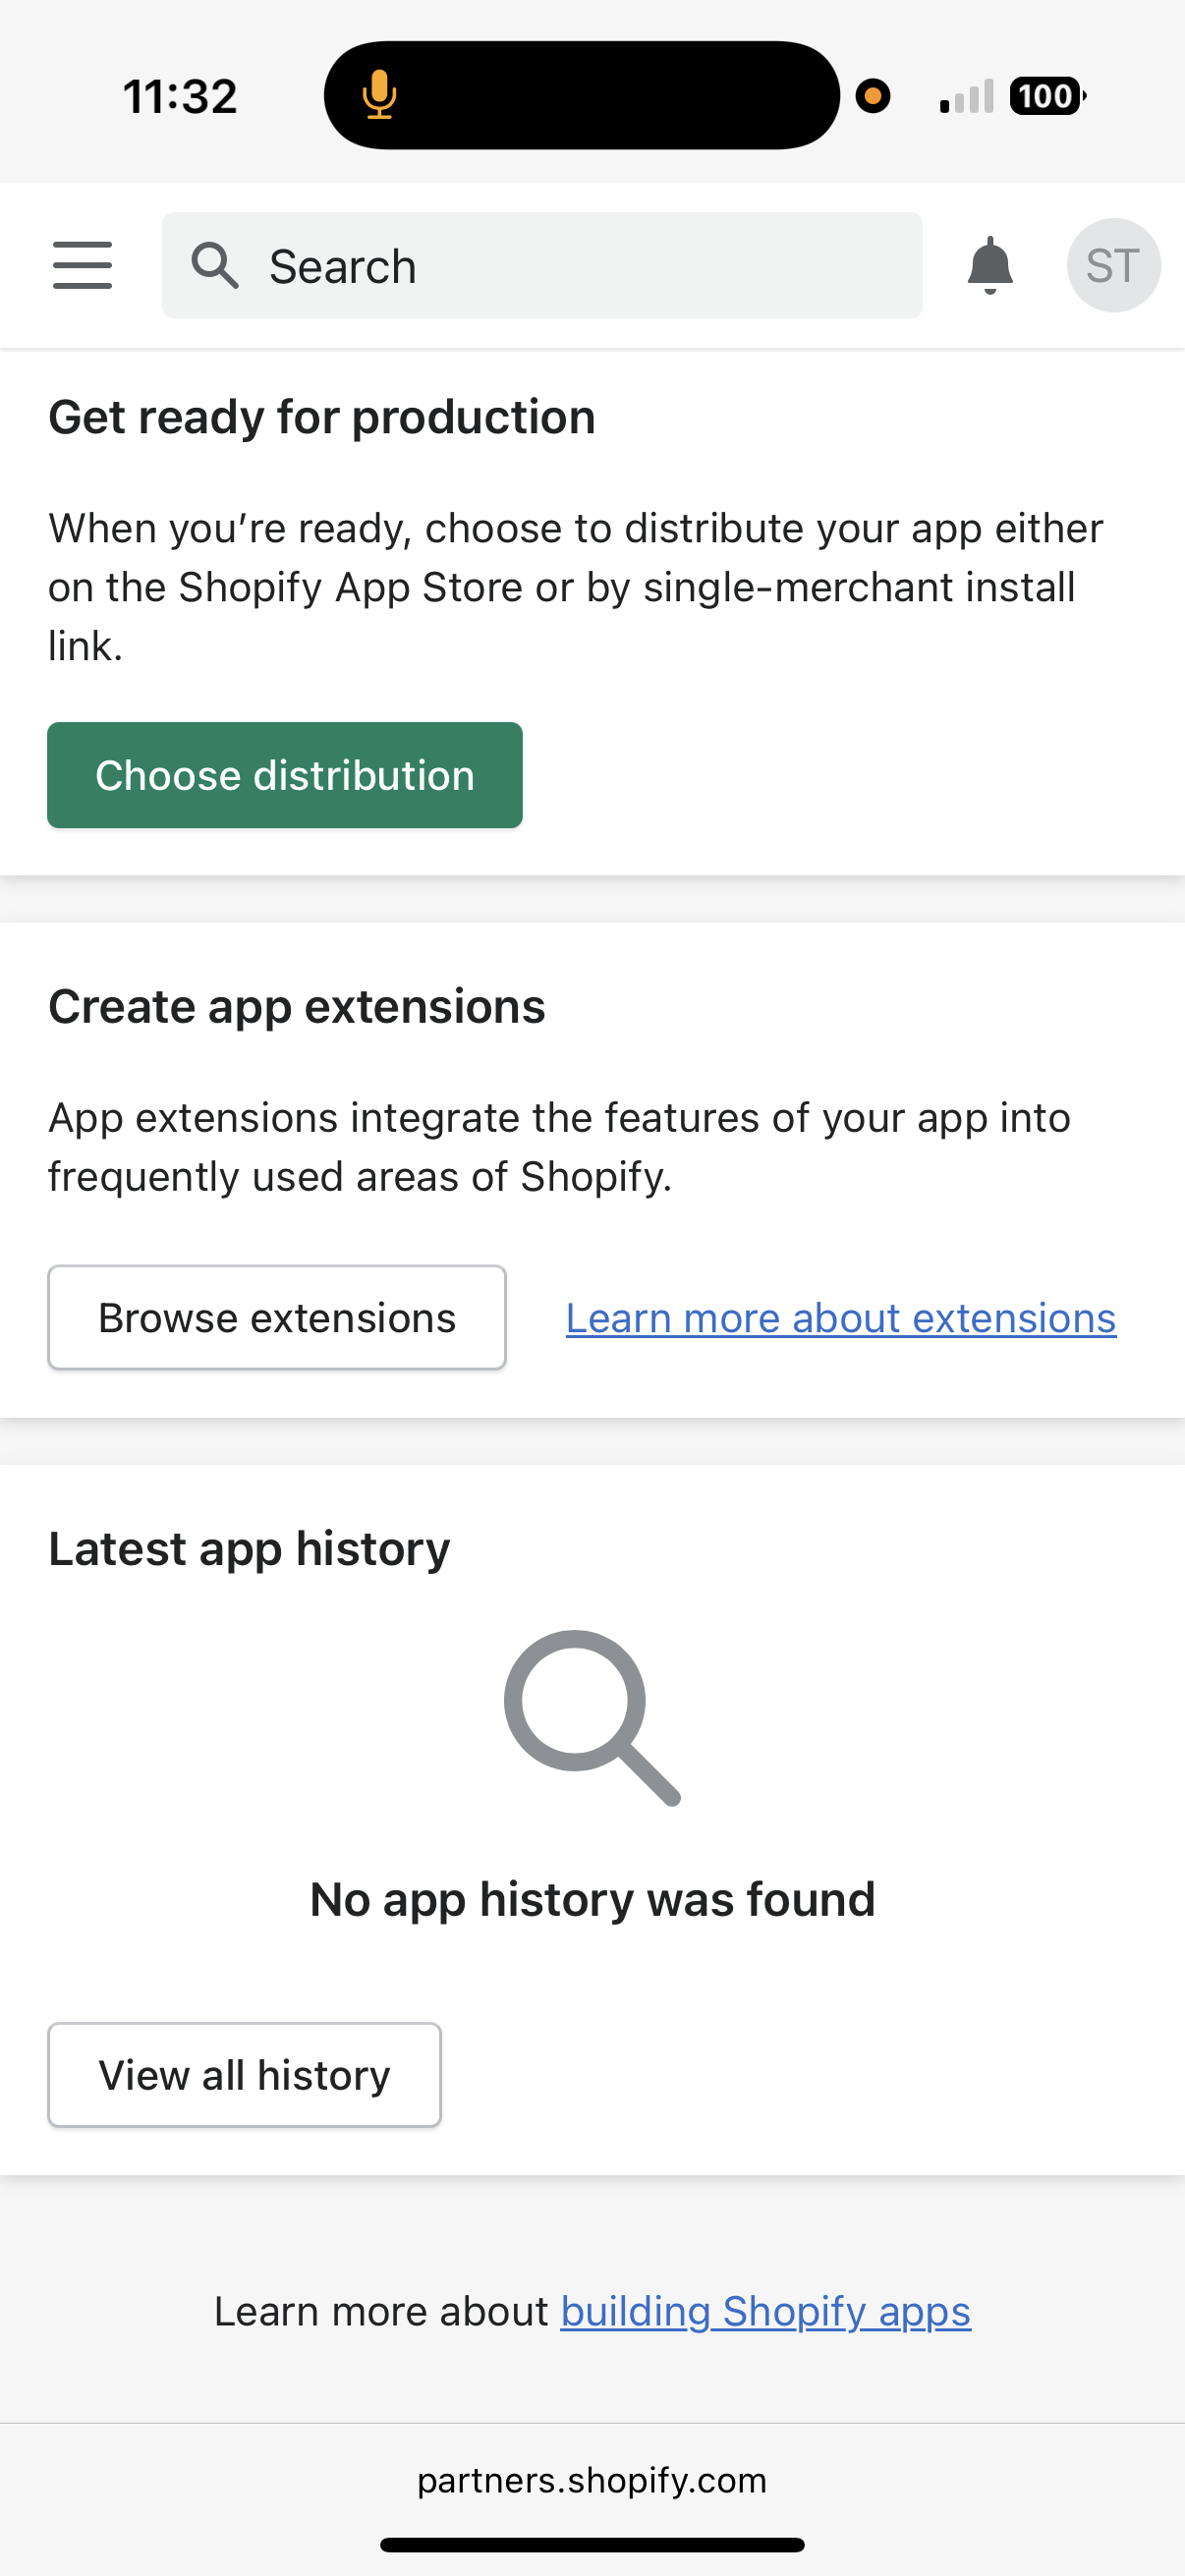 11:32
100
Search
ST
Get ready for production
When you’re ready, choose to distribute your app either
on the Shopify App Store or by single-merchant install
link.
Choose distribution
Create app extensions
App extensions integrate the features of your app into
frequently used areas of Shopify.
Browse extensions
Learn more about extensions
Latest app history
No app history was found
View all history
Learn more about building Shopify apps
partners.shopify.com